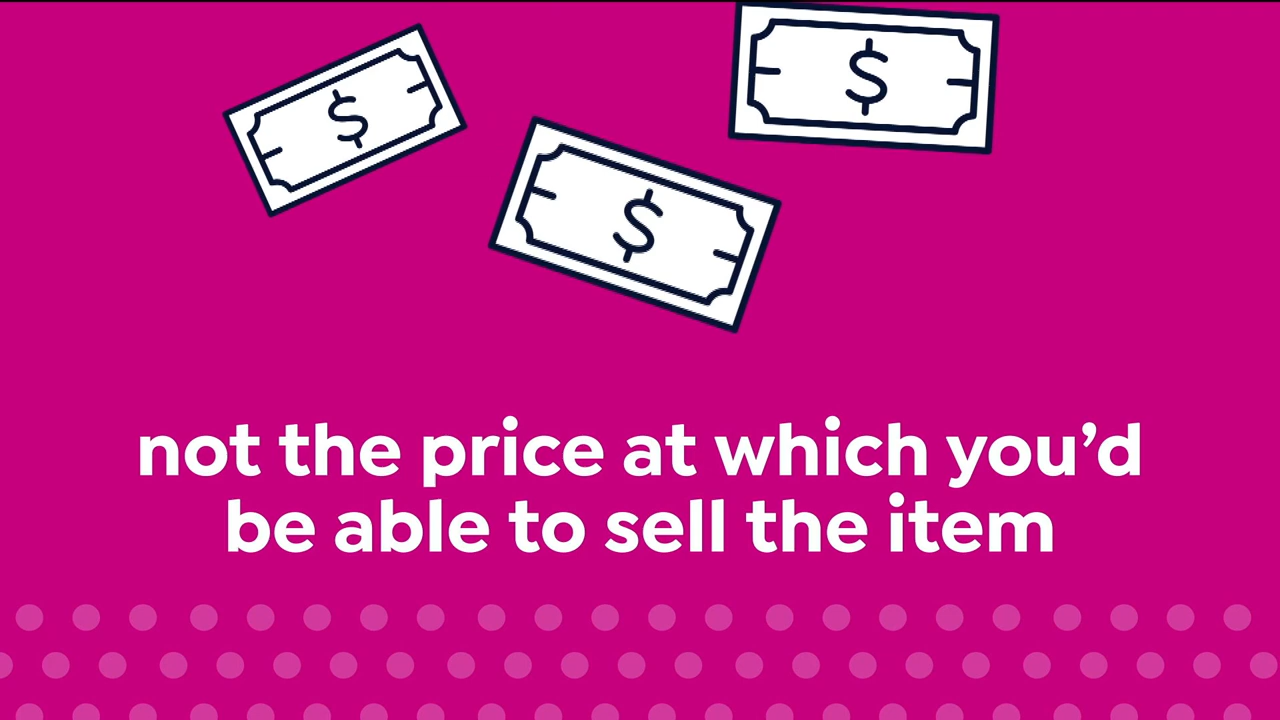 $
$
$
not the price at which you’d
be able to sell the item